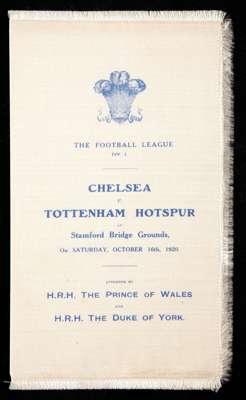 THE FOOTBALL LEAGUE
DIV. 1
CHELSEA
v.
TOTTENHAM HOTSPUR
AT
Stamford Bridge Grounds,
On SATURDAY, OCTOBER 16th, 1920.
ATTENDED BY
H.R.H. THE PRINCE OF WALES
AND
H.R.H. THE DUKE OF YORK.